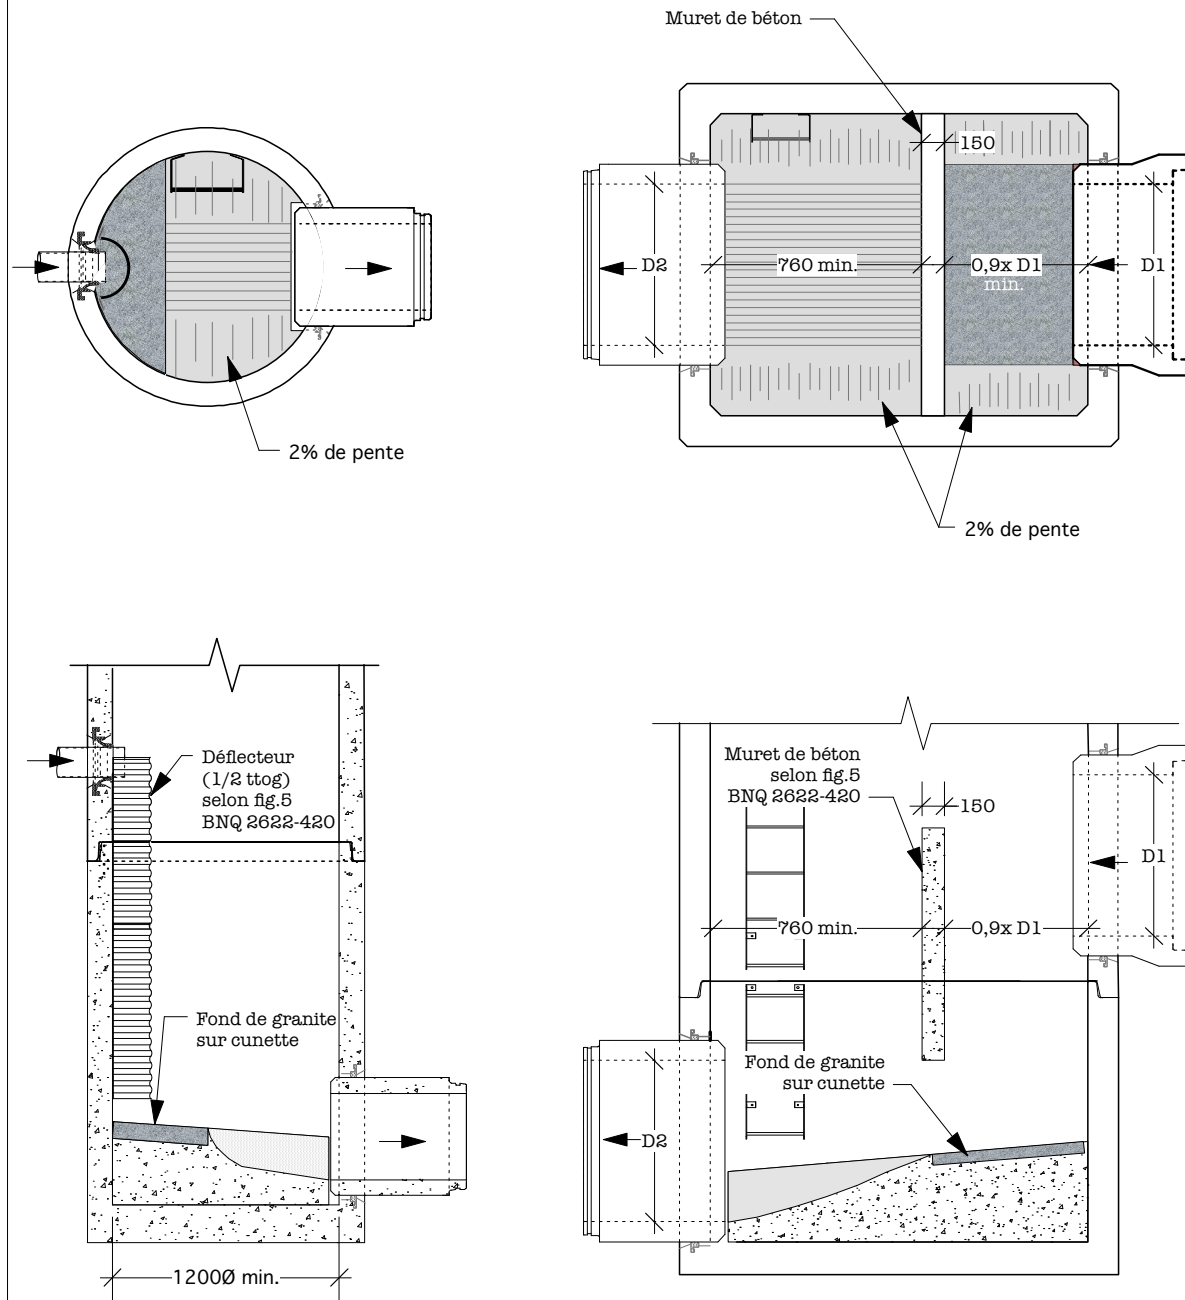 Muret de béton
150
D2
760 min.
0,9x D1
min.
D1
2% de pente
2% de pente
Déflecteur
(1/2 ttog)
selon fig.5
BNQ 2622-420
Muret de béton
selon fig.5
BNQ 2622-420
150
D1
760 min.
0,9x D1
Fond de granite
sur cunette
Fond de granite
sur cunette
D2
1200Ø min.